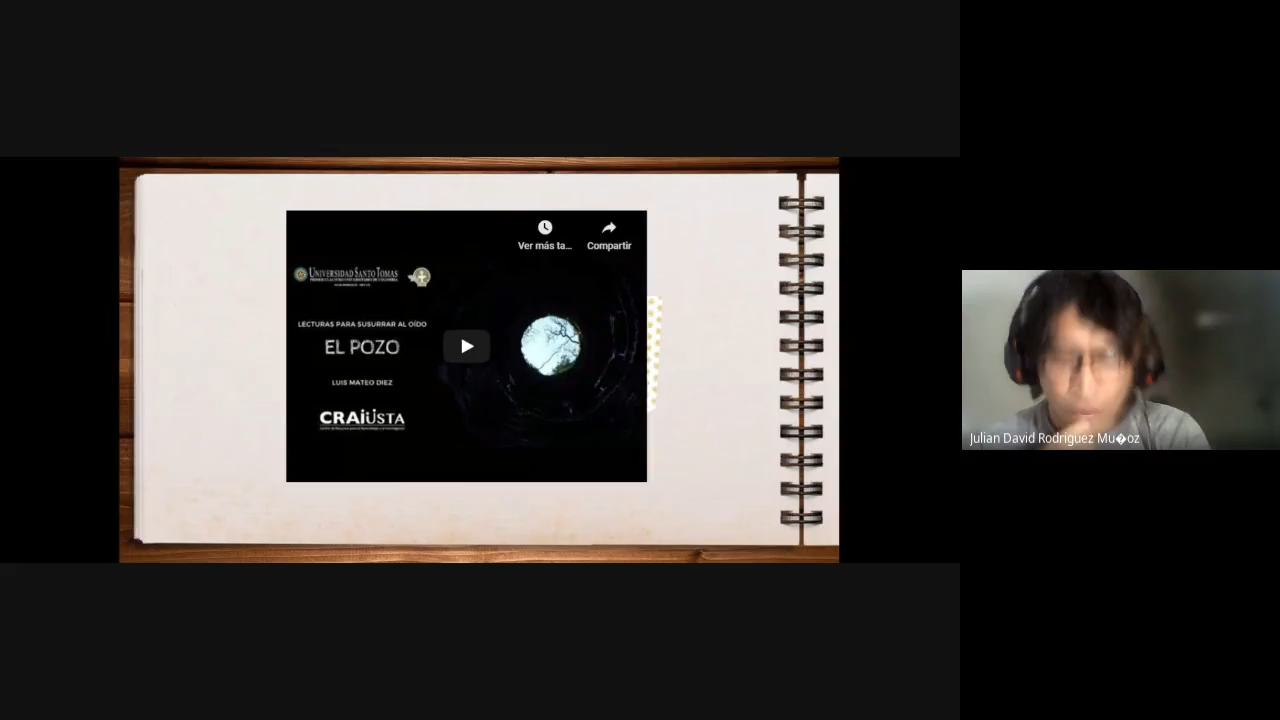 Ver más ta...
Compartir
UNIVERSIDAD SANTO TOMAS
LECTURAS PARA SUSURRAR AL OÍDO
EL POZO
LUIS MATEO DIEZ
CRAiUSTA
Julian David Rodriguez Mu�oz